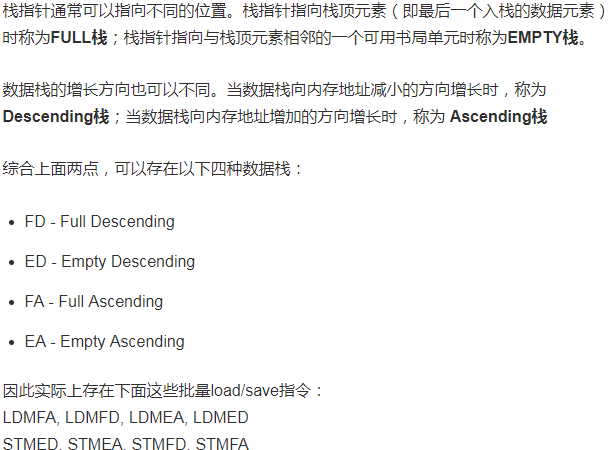 栈指针通常可以指向不同的位置。栈指针指向栈顶元素（即最后一个入栈的数据元素）
时称为FULL栈；栈指针指向与栈顶元素相邻的一个可用书局单元时称为EMPTY栈。
数据栈的增长方向也可以不同。当数据栈向内存地址减小的方向增长时，称为
Descending栈；当数据栈向内存地址增加的方向增长时，称为 Ascending栈
综合上面两点，可以存在以下四种数据栈：
• FD - Full Descending
• ED - Empty Descending
• FA - Full Ascending
• EA - Empty Ascending
因此实际上存在下面这些批量load/save指令：
LDMFA, LDMFD, LDMEA, LDMED
STMED, STMEA, STMFD, STMFA